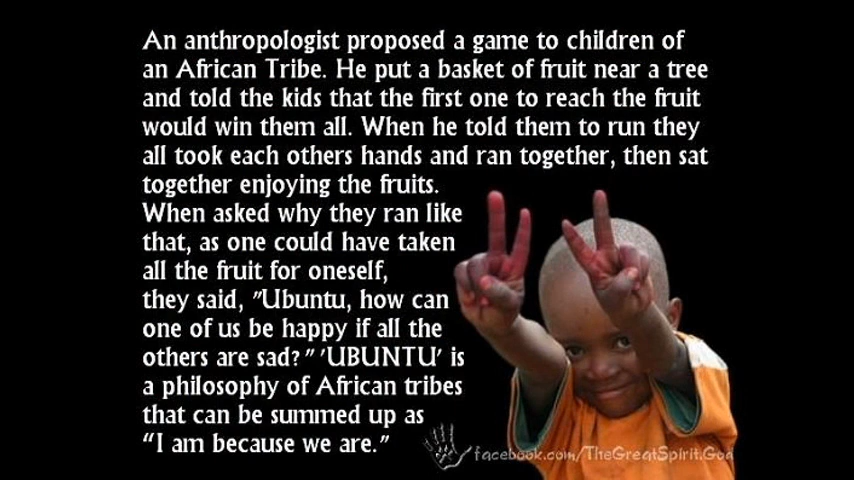 An anthropologist proposed a game to children of
an African Tribe. He put a basket of fruit near a tree
and told the kids that the first one to reach the fruit
would win them all. When he told them to run they
all took each others hands and ran together, then sat
together enjoying the fruits.
When asked why they ran like
that, as one could have taken
all the fruit for oneself,
they said, "Ubuntu, how can
one of us be happy if all the
others are sad?" 'UBUNTU' is
a philosophy of African tribes
that can be summed up as
“I am because we are.”
facebook.com/TheGreatSpirit.God